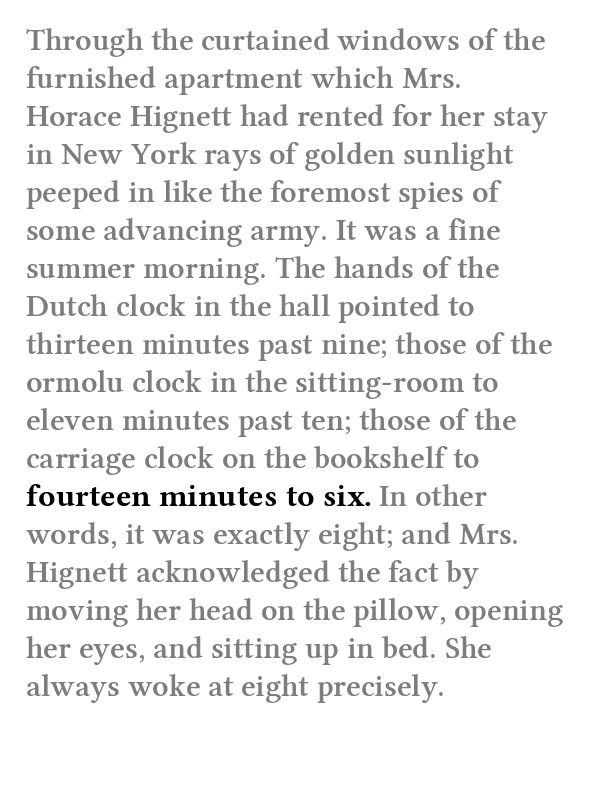 Through the curtained windows of the
furnished apartment which Mrs.
Horace Hignett had rented for her stay
in New York rays of golden sunlight
peeped in like the foremost spies of
some advancing army. It was a fine
summer morning. The hands of the
Dutch clock in the hall pointed to
thirteen minutes past nine; those of the
ormolu clock in the sitting-room to
eleven minutes past ten; those of the
carriage clock on the bookshelf to
fourteen minutes to six. In other
words, it was exactly eight; and Mrs.
Hignett acknowledged the fact by
moving her head on the pillow, opening
her eyes, and sitting up in bed. She
always woke at eight precisely.